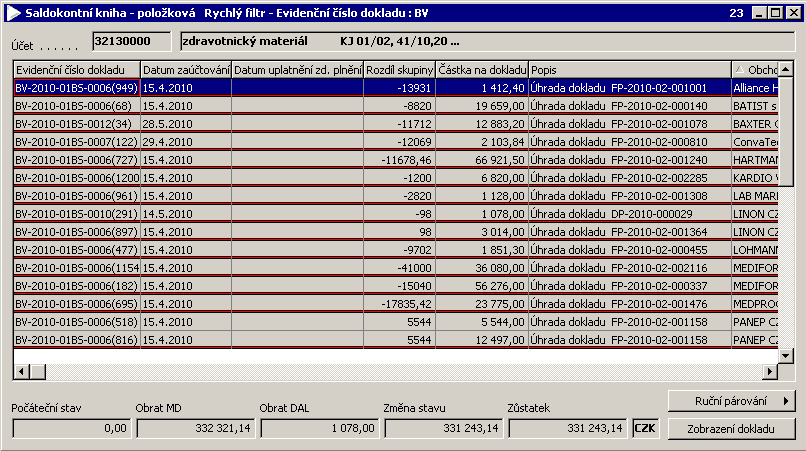 Saldokontní kniha - položková Rychlý filtr - Evidenční číslo dokladu : BV 23
Účet . . . . . . 32130000 zdravotnický materiál KJ 01/02, 41/10,20 ...
Evidenční číslo dokladu Datum zaúčtování Datum uplatnění zd. plnění Rozdíl skupiny Částka na dokladu Popis Obcho
BV-2010-01BS-0006(949) 15.4.2010 -13931 1 412,40 Úhrada dokladu FP-2010-02-001001 Alliance H
BV-2010-01BS-0006(68) 15.4.2010 -8820 19 659,00 Úhrada dokladu FP-2010-02-000140 BATIST s
BV-2010-01BS-0012(34) 28.5.2010 -11712 12 883,20 Úhrada dokladu FP-2010-02-001078 BAXTER C
BV-2010-01BS-0007(122) 29.4.2010 -12069 2 103,84 Úhrada dokladu FP-2010-02-000810 ConvaTec
BV-2010-01BS-0006(727) 15.4.2010 -11678,46 66 921,50 Úhrada dokladu FP-2010-02-001240 HARTMAN
BV-2010-01BS-0006(1200 15.4.2010 -1200 6 820,00 Úhrada dokladu FP-2010-02-002285 KARDIO V
BV-2010-01BS-0006(961) 15.4.2010 -2820 1 128,00 Úhrada dokladu FP-2010-02-001308 LAB MARK
BV-2010-01BS-0010(291) 14.5.2010 -98 1 078,00 Úhrada dokladu DP-2010-000029 LINON CZ
BV-2010-01BS-0006(897) 15.4.2010 98 3 014,00 Úhrada dokladu FP-2010-02-001364 LINON CZ
BV-2010-01BS-0006(477) 15.4.2010 -9702 1 851,30 Úhrada dokladu FP-2010-02-000455 LOHMANN
BV-2010-01BS-0006(1154 15.4.2010 -41000 36 080,00 Úhrada dokladu FP-2010-02-002116 MEDIFOR
BV-2010-01BS-0006(182) 15.4.2010 -15040 56 276,00 Úhrada dokladu FP-2010-02-000337 MEDIFOR
BV-2010-01BS-0006(695) 15.4.2010 -17835,42 23 775,00 Úhrada dokladu FP-2010-02-001476 MEDPROG
BV-2010-01BS-0006(518) 15.4.2010 5544 5 544,00 Úhrada dokladu FP-2010-02-001158 PANEP CZ
BV-2010-01BS-0006(816) 15.4.2010 5544 12 497,00 Úhrada dokladu FP-2010-02-001158 PANEP CZ
Počáteční stav Obrat MD Obrat DAL Změna stavu Zůstatek Ruční párování
0,00 332 321,14 1 078,00 331 243,14 331 243,14 CZK Zobrazení dokladu